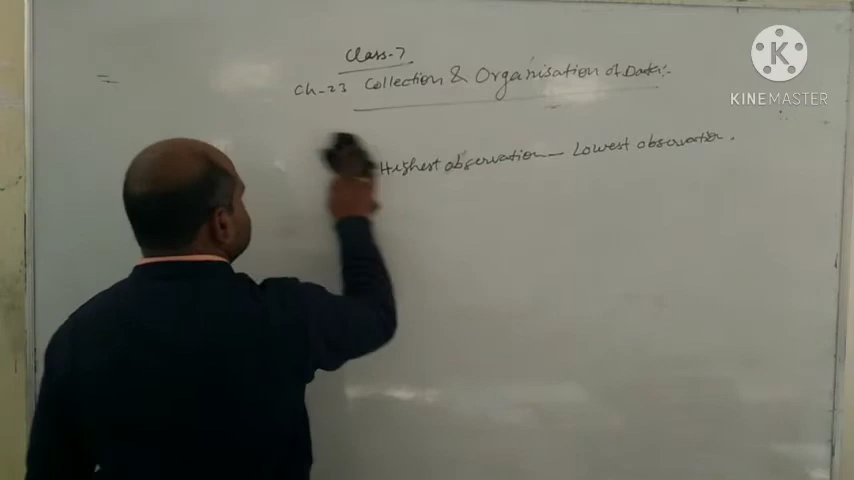 Class-7
Ch-23 Collection & Organisation of Data:-
Highest observation - Lowest observation.
KINEMASTER